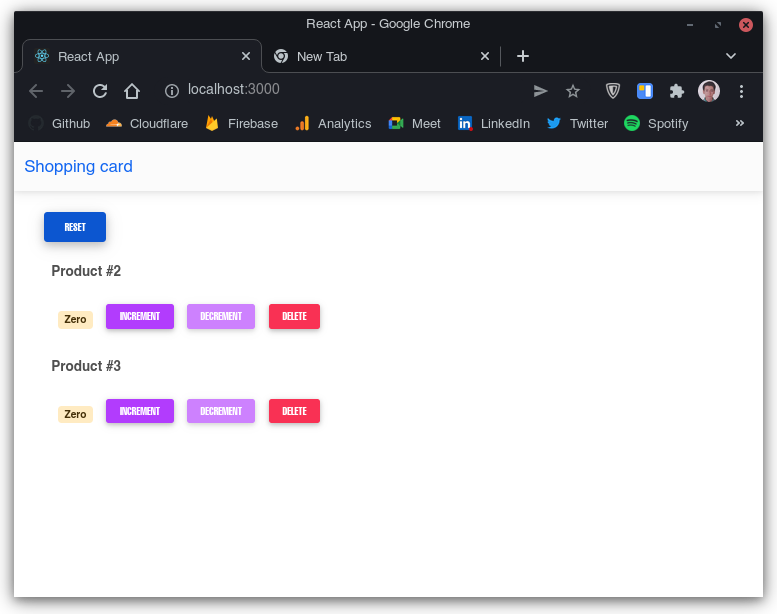 React App - Google Chrome
React App
New Tab
localhost:3000
Github Cloudflare Firebase Analytics Meet LinkedIn Twitter Spotify »
Shopping card
RESET
Product #2
Zero INCREMENT DECREMENT DELETE
Product #3
Zero INCREMENT DECREMENT DELETE